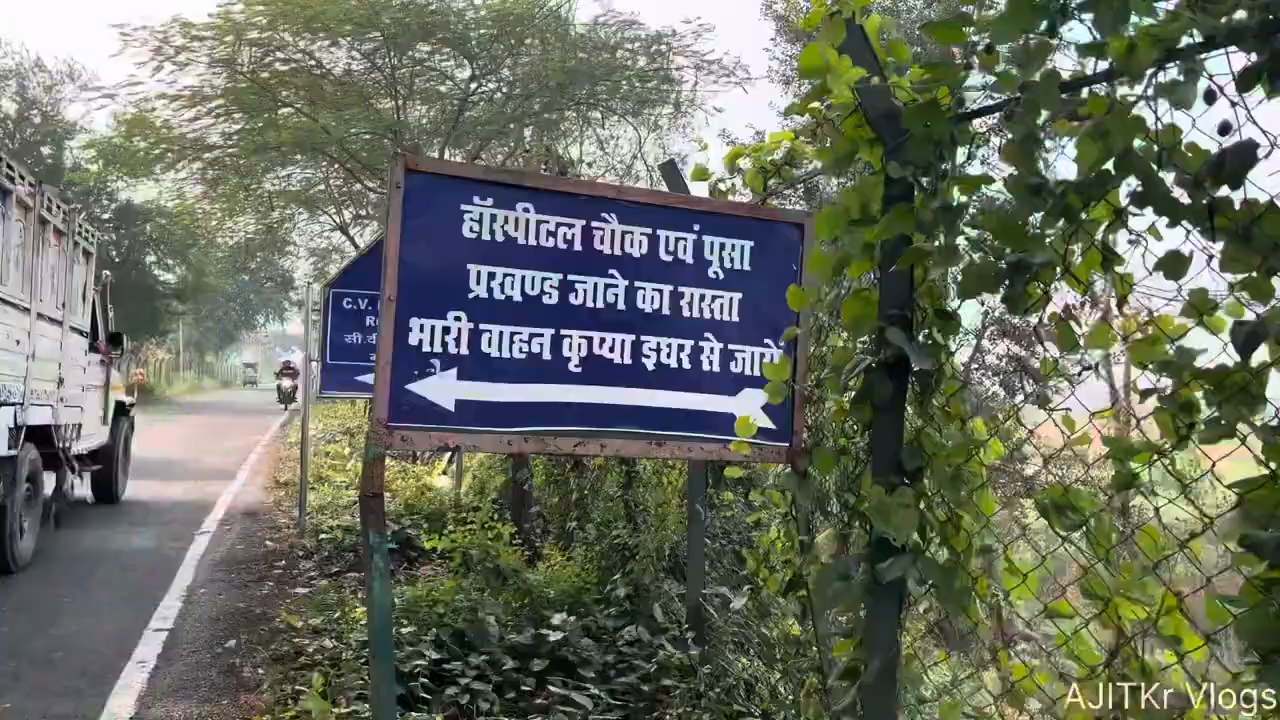 हॉस्पीटल चौक एवं पूसा
प्रखण्ड जाने का रास्ता
भारी वाहन कृप्या इधर से जायें
C.V.
सी.वी
AJITKr Vlogs